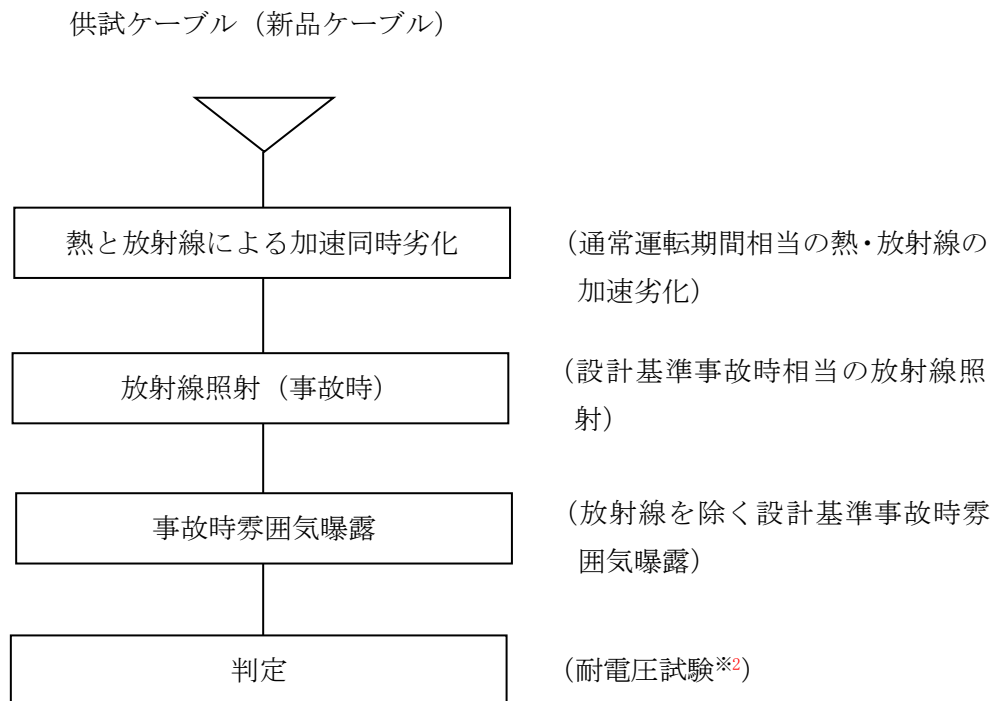 供試ケーブル（新品ケーブル）
熱と放射線による加速同時劣化
（通常運転期間相当の熱・放射線の
加速劣化）
放射線照射（事故時）
（設計基準事故時相当の放射線照
射）
事故時雰囲気曝露
（放射線を除く設計基準事故時雰
囲気曝露）
判定
（耐電圧試験※2）